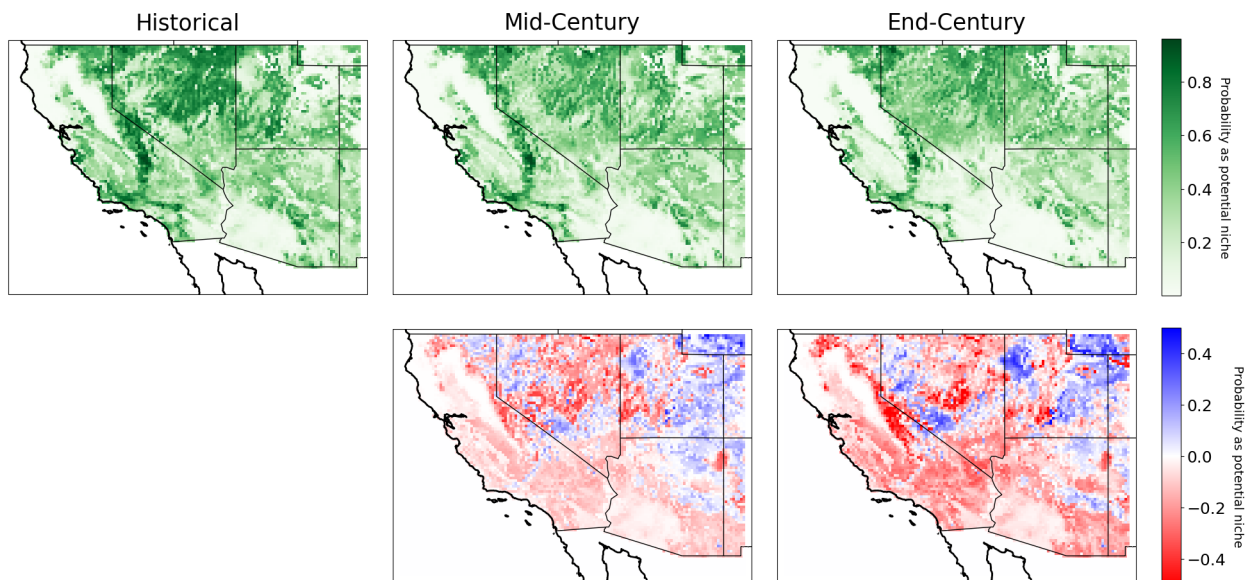 Historical
Mid-Century
End-Century
0.8
0.6
0.4
0.2
Probability as potential niche
0.4
0.2
0.0
−0.2
−0.4
Probability as potential niche